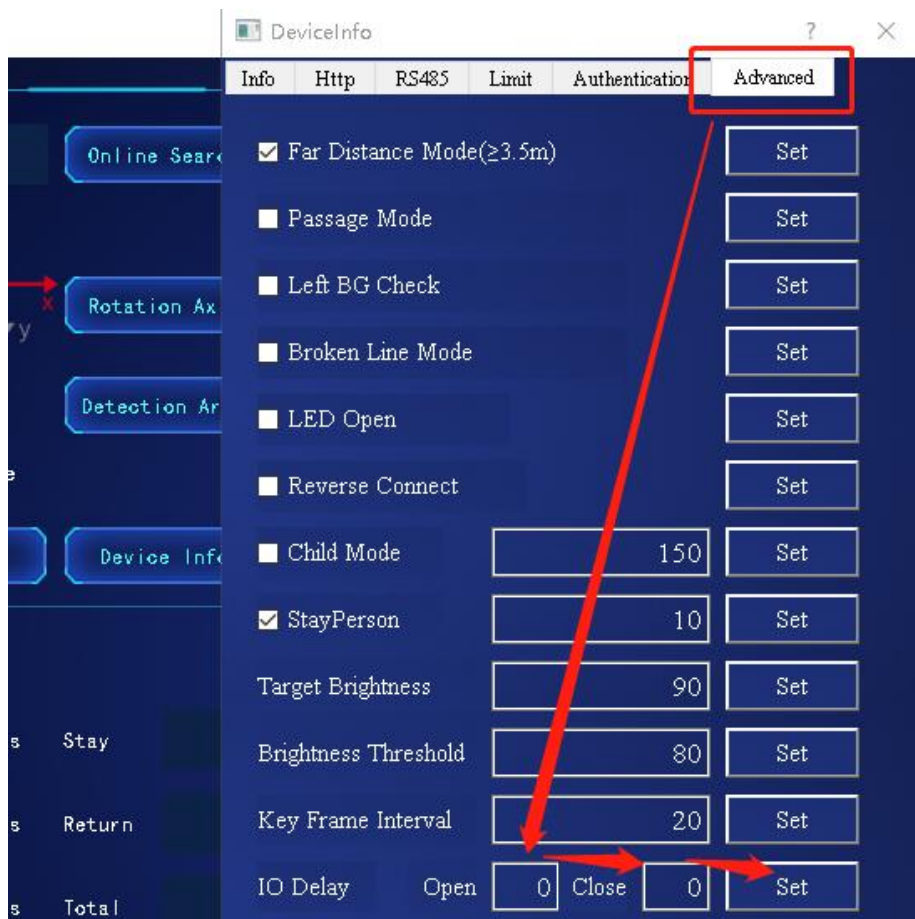 DeviceInfo
Info Http RS485 Limit Authentication Advanced
Online Sear
Far Distance Mode(≥3.5m) Set
Passage Mode Set
Left BG Check Set
x
y
Rotation Ax
Broken Line Mode Set
Detection Ar
LED Open Set
Reverse Connect Set
Device Inf
Child Mode 150 Set
StayPerson 10 Set
Target Brightness 90 Set
s Stay
Brightness Threshold 80 Set
s Return
Key Frame Interval 20 Set
IO Delay Open 0 Close 0 Set
s Total